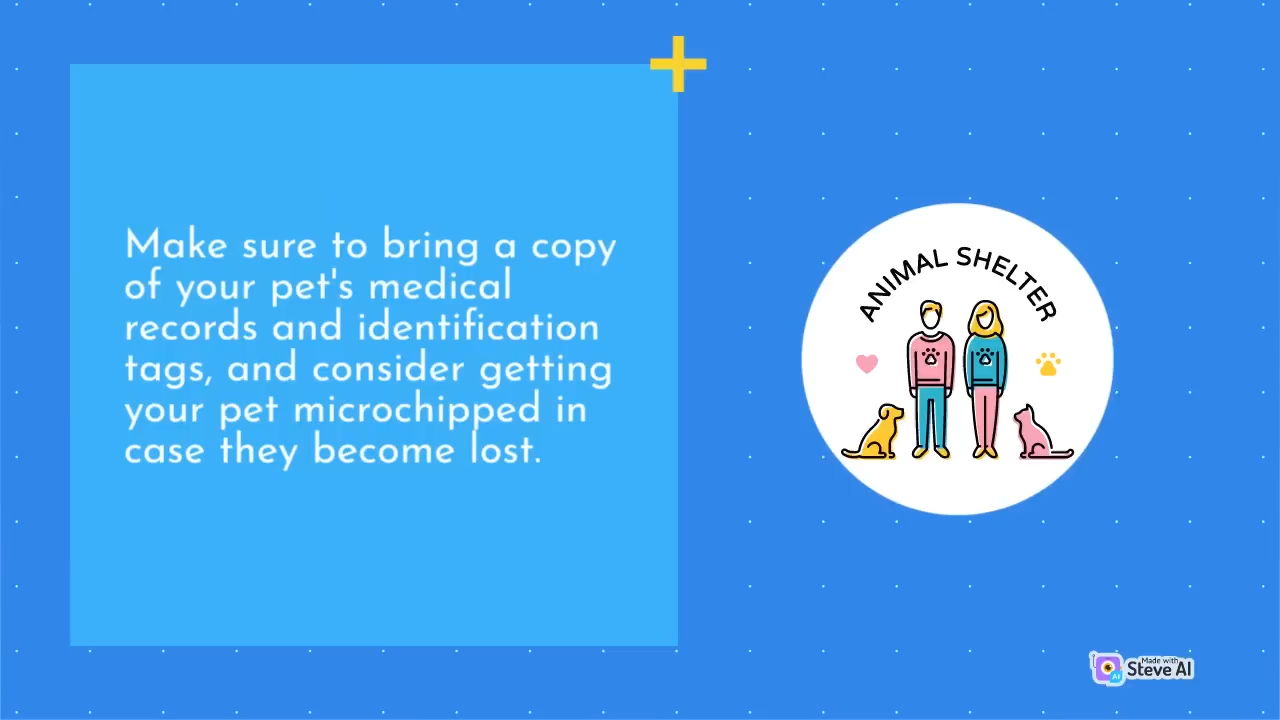 Make sure to bring a copy
of your pet's medical
records and identification
tags, and consider getting
your pet microchipped in
case they become lost.
ANIMAL SHELTER
Made with
Steve AI
AI